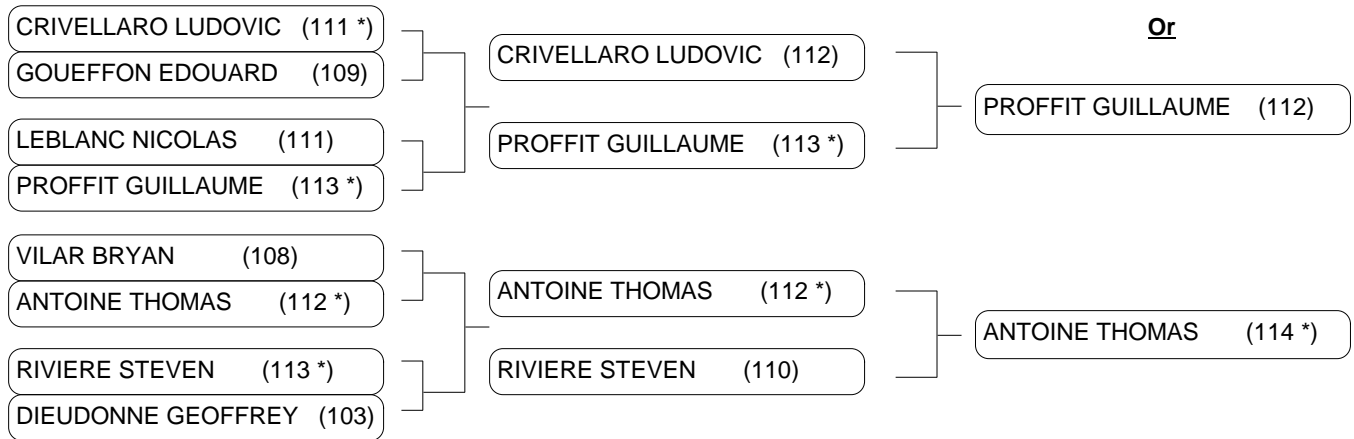 CRIVELLARO LUDOVIC (111 *)
GOUEFFON EDOUARD (109)
LEBLANC NICOLAS (111)
PROFFIT GUILLAUME (113 *)
VILAR BRYAN (108)
ANTOINE THOMAS (112 *)
RIVIERE STEVEN (113 *)
DIEUDONNE GEOFFREY (103)
CRIVELLARO LUDOVIC (112)
PROFFIT GUILLAUME (113 *)
ANTOINE THOMAS (112 *)
RIVIERE STEVEN (110)
Or
PROFFIT GUILLAUME (112)
ANTOINE THOMAS (114 *)